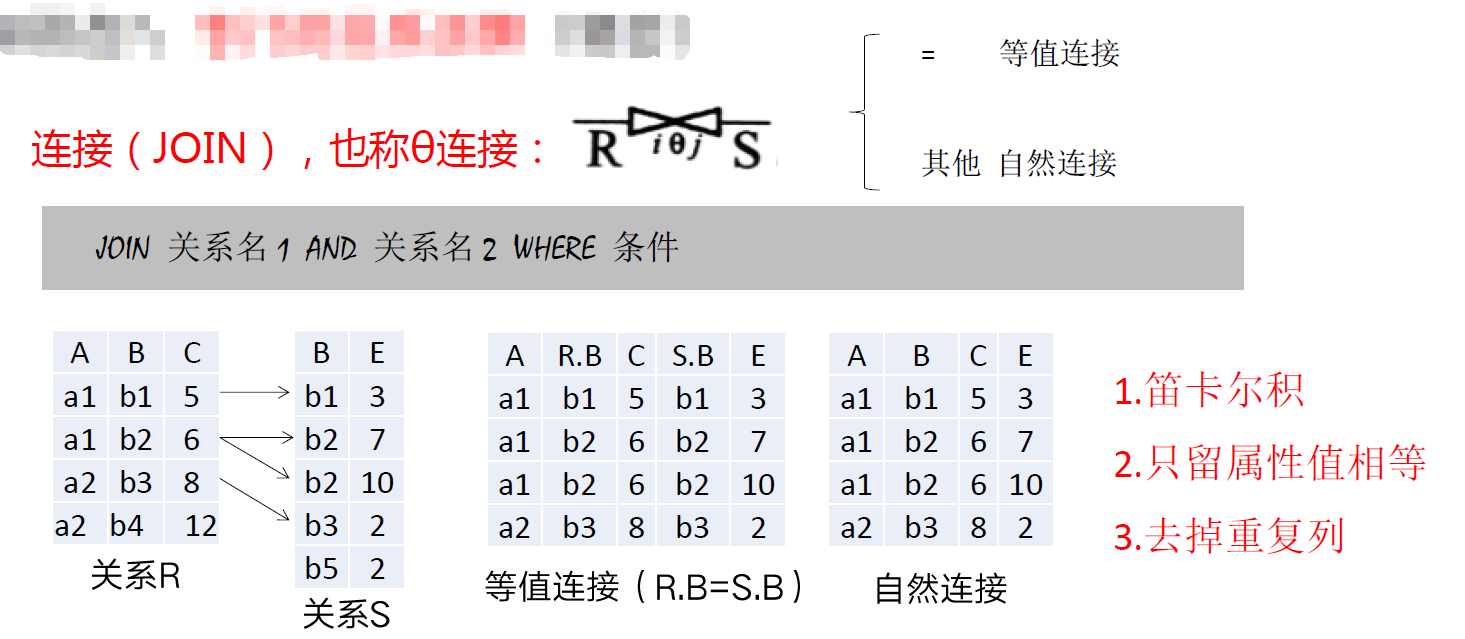 = 等值连接
连接（JOIN），也称θ连接：
R iθj S
其他 自然连接
JOIN 关系名1 AND 关系名2 WHERE 条件
A B C
a1 b1 5
a1 b2 6
a2 b3 8
a2 b4 12
关系R
B E
b1 3
b2 7
b2 10
b3 2
b5 2
关系S
A R.B C S.B E
a1 b1 5 b1 3
a1 b2 6 b2 7
a1 b2 6 b2 10
a2 b3 8 b3 2
等值连接（R.B=S.B）
A B C E
a1 b1 5 3
a1 b2 6 7
a1 b2 6 10
a2 b3 8 2
自然连接
1.笛卡尔积
2.只留属性值相等
3.去掉重复列